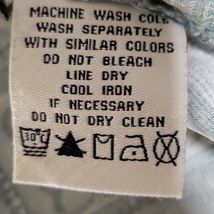 MACHINE WASH COLD
WASH SEPARATELY
WITH SIMILAR COLORS
DO NOT BLEACH
LINE DRY
COOL IRON
IF NECESSARY
DO NOT DRY CLEAN
30°